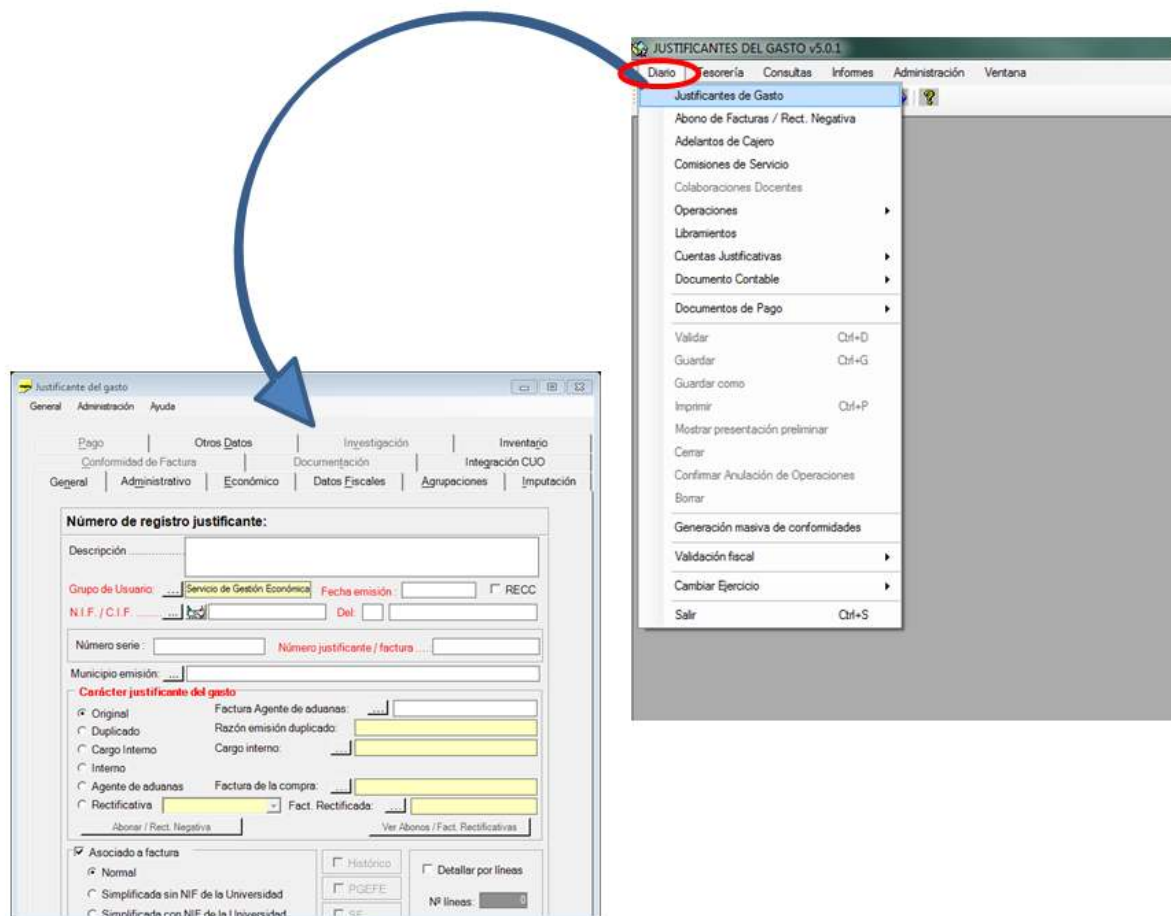 JUSTIFICANTES DEL GASTO v5.0.1
Diario Tesorería Consultas Informes Administración Ventana
Justificantes de Gasto
Abono de Facturas / Rect. Negativa
Adelantos de Cajero
Comisiones de Servicio
Colaboraciones Docentes
Operaciones
Libramientos
Cuentas Justificativas
Documento Contable
Documentos de Pago
Validar Ctrl+D
Guardar Ctrl+G
Guardar como
Imprimir Ctrl+P
Mostrar presentación preliminar
Cerrar
Confirmar Anulación de Operaciones
Borrar
Generación masiva de conformidades
Validación fiscal
Cambiar Ejercicio
Salir Ctrl+S
Justificante del gasto
General Administración Ayuda
Pago Otros Datos Investigación Inventario
Conformidad de Factura Documentación Integración CUO
General Administrativo Económico Datos Fiscales Agrupaciones Imputación
Número de registro justificante:
Descripción ...............
Grupo de Usuario: ... Servicio de Gestión Económica Fecha emisión : RECC
N.I.F. / C.I.F. ......... ... Del:
Número serie : Número justificante / factura .....:
Municipio emisión: ...
Carácter justificante del gasto
Original Factura Agente de aduanas: ...
Duplicado Razón emisión duplicado:
Cargo Interno Cargo interno: ...
Interno
Agente de aduanas Factura de la compra: ...
Rectificativa Fact. Rectificada: ...
Abonar / Rect. Negativa Ver Abonos / Fact. Rectificativas
Asociado a factura Histórico Detallar por líneas
Normal PGEFE
Simplificada sin NIF de la Universidad Nº líneas: 0
Simplificada con NIF de la Universidad SE